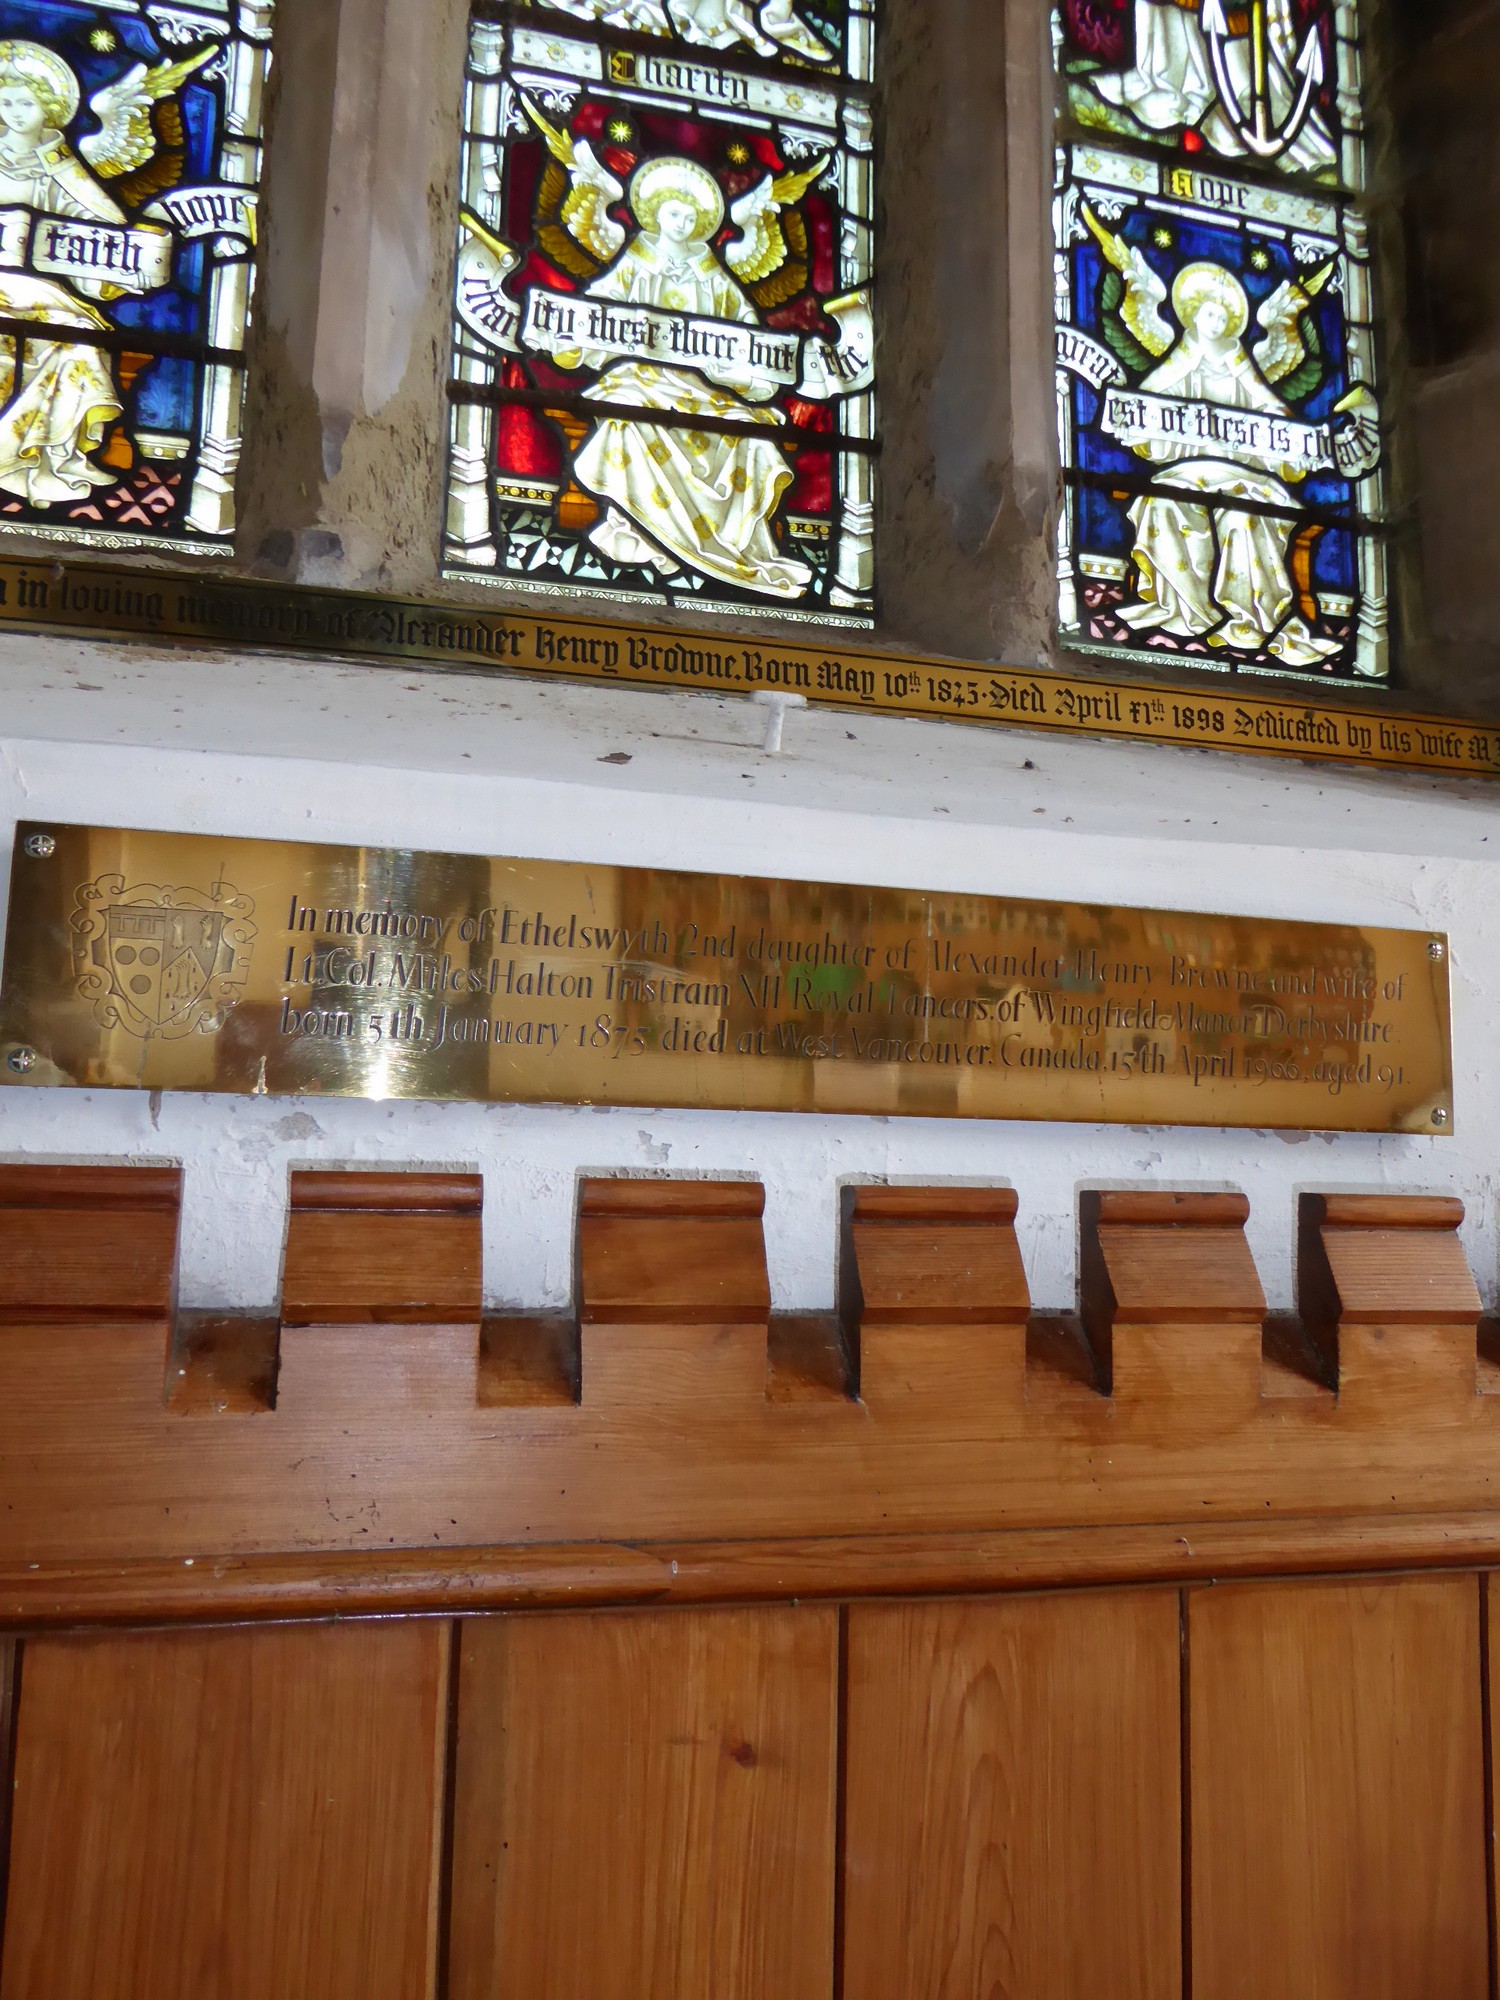 Charity
Hope
faith
hope
char
ity · these · three · but · the
great
est · of · these · is · charity
in loving memory of Alexander Henry Browne. Born May 10th 1845 · Died April 11th 1898 Dedicated by his wife M
In memory of Ethelswyth 2nd daughter of Alexander Henry Browne and wife of
Lt. Col. Miles Halton Tristram XII Royal Lancers. of Wingfield Manor Derbyshire.
born 5th January 1875 died at West Vancouver. Canada, 15th April 1966, aged 91.